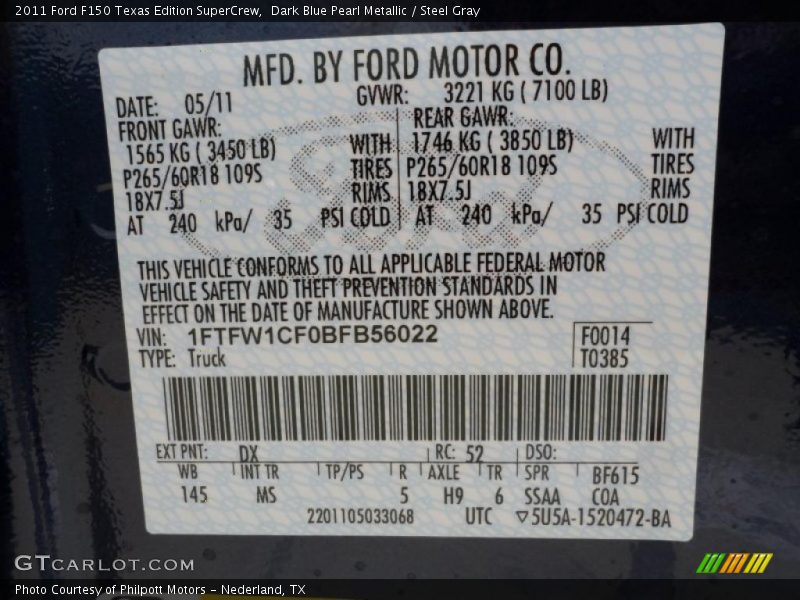 2011 Ford F150 Texas Edition SuperCrew, Dark Blue Pearl Metallic / Steel Gray
MFD. BY FORD MOTOR CO.
DATE: 05/11 GVWR: 3221 KG ( 7100 LB)
FRONT GAWR: REAR GAWR:
1565 KG ( 3450 LB) WITH 1746 KG ( 3850 LB) WITH
P265/60R18 109S TIRES P265/60R18 109S TIRES
18X7.5J RIMS 18X7.5J RIMS
AT 240 kPa/ 35 PSI COLD AT 240 kPa/ 35 PSI COLD
THIS VEHICLE CONFORMS TO ALL APPLICABLE FEDERAL MOTOR
VEHICLE SAFETY AND THEFT PREVENTION STANDARDS IN
EFFECT ON THE DATE OF MANUFACTURE SHOWN ABOVE.
VIN: 1FTFW1CF0BFB56022 F0014
TYPE: Truck T0385
EXT PNT: DX RC: 52 DSO:
WB INT TR TP/PS R AXLE TR SPR BF615
145 MS 5 H9 6 SSAA COA
2201105033068 UTC ▽5U5A-1520472-BA
GTcarlot.com
Photo Courtesy of Philpott Motors - Nederland, TX